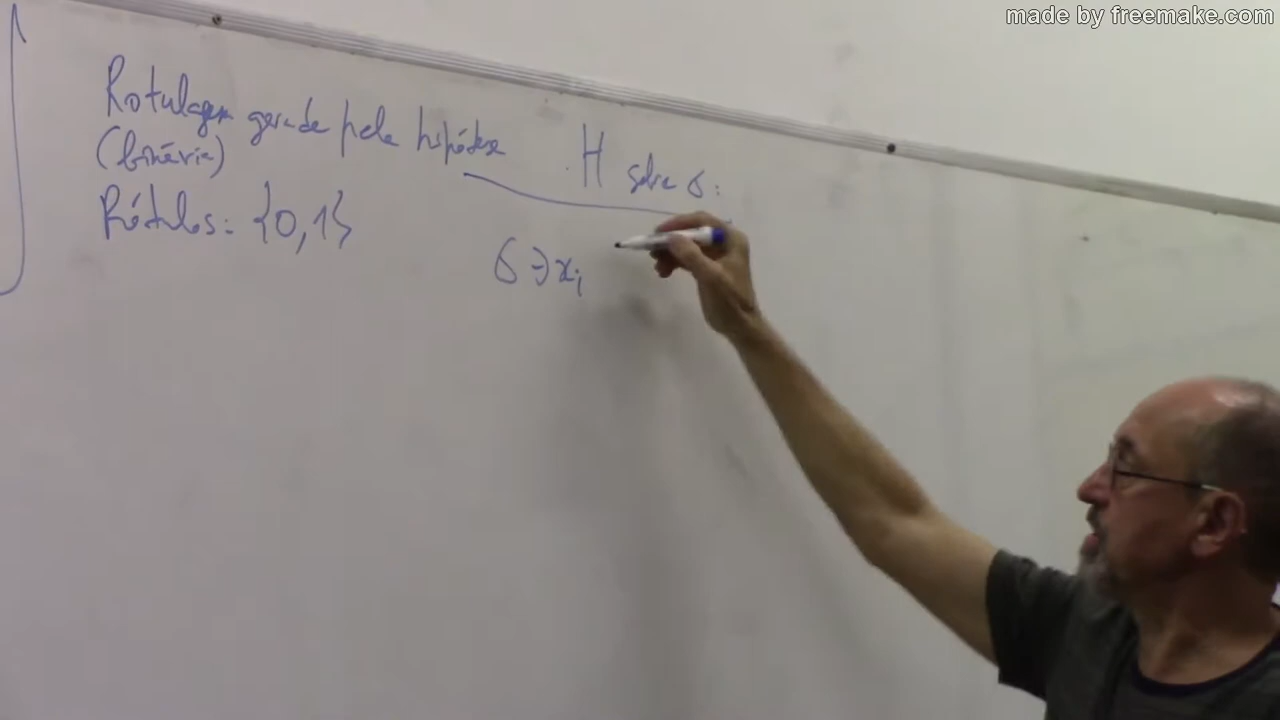 made by freemake.com
Rotulagem gerada pela hipótese H sobre σ:
(binária)
Rótulos: {0,1}
σ ∋ xᵢ